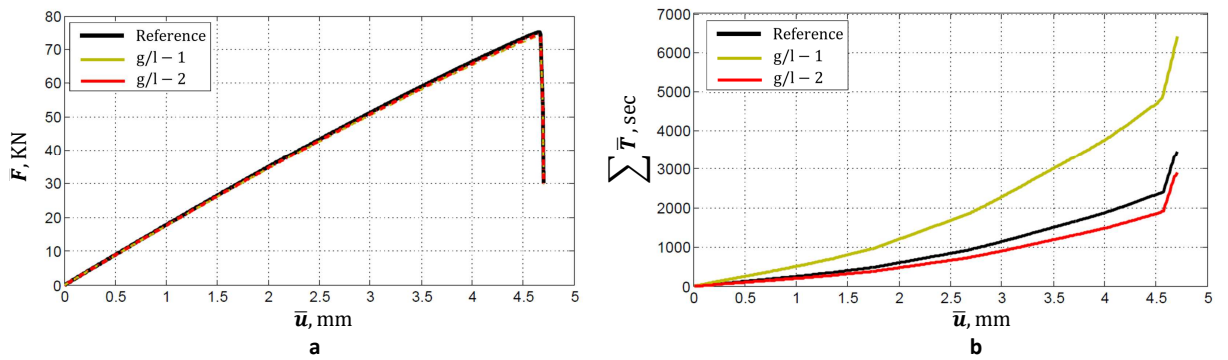 80
70
60
50
40
30
20
10
0
F̄, KN
Reference
g/l − 1
g/l − 2
0 0.5 1 1.5 2 2.5 3 3.5 4 4.5 5
ū, mm
a
7000
6000
5000
4000
3000
2000
1000
0
∑ T̄, sec
Reference
g/l − 1
g/l − 2
0 0.5 1 1.5 2 2.5 3 3.5 4 4.5 5
ū, mm
b